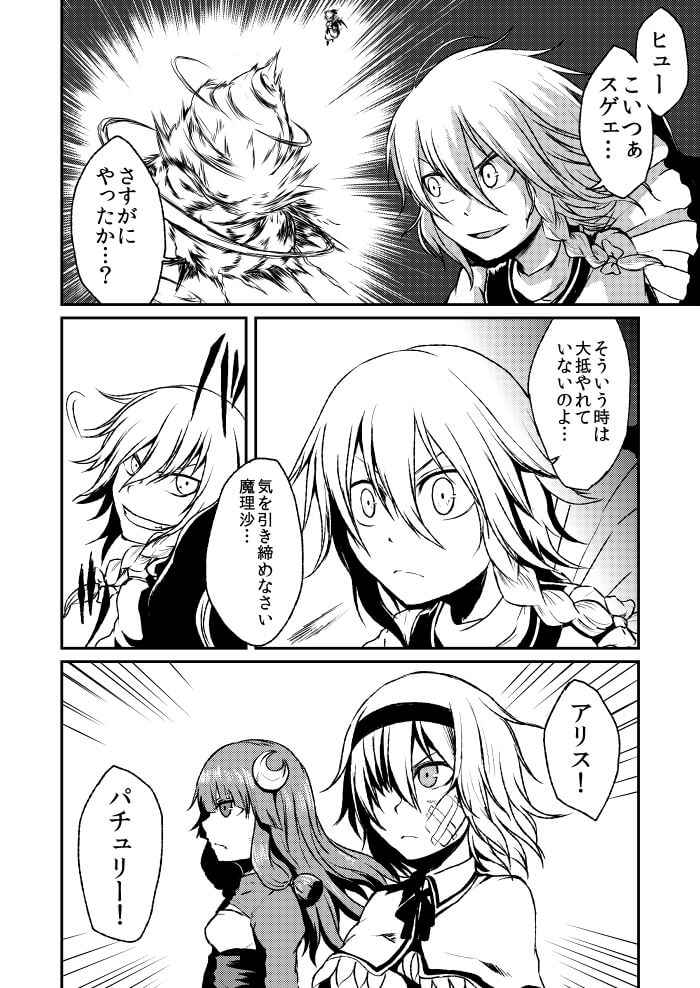 ヒュー
こいつぁ
スゲェ…
さすがに
やったか…?
そういう時は
大抵やれて
いないのよ…
気を引き締めなさい
魔理沙…
アリス!
パチュリー!